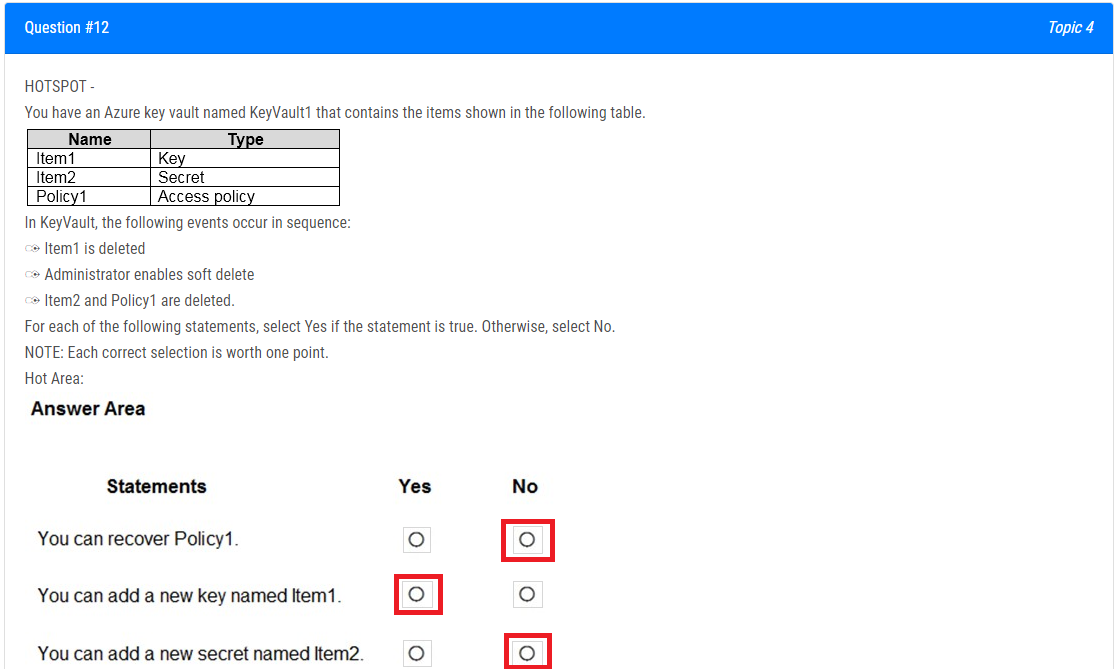 Question #12 Topic 4
HOTSPOT -
You have an Azure key vault named KeyVault1 that contains the items shown in the following table.
Name Type
Item1 Key
Item2 Secret
Policy1 Access policy
In KeyVault, the following events occur in sequence:
Item1 is deleted
Administrator enables soft delete
Item2 and Policy1 are deleted.
For each of the following statements, select Yes if the statement is true. Otherwise, select No.
NOTE: Each correct selection is worth one point.
Hot Area:
Answer Area
Statements Yes No
You can recover Policy1.
You can add a new key named Item1.
You can add a new secret named Item2.